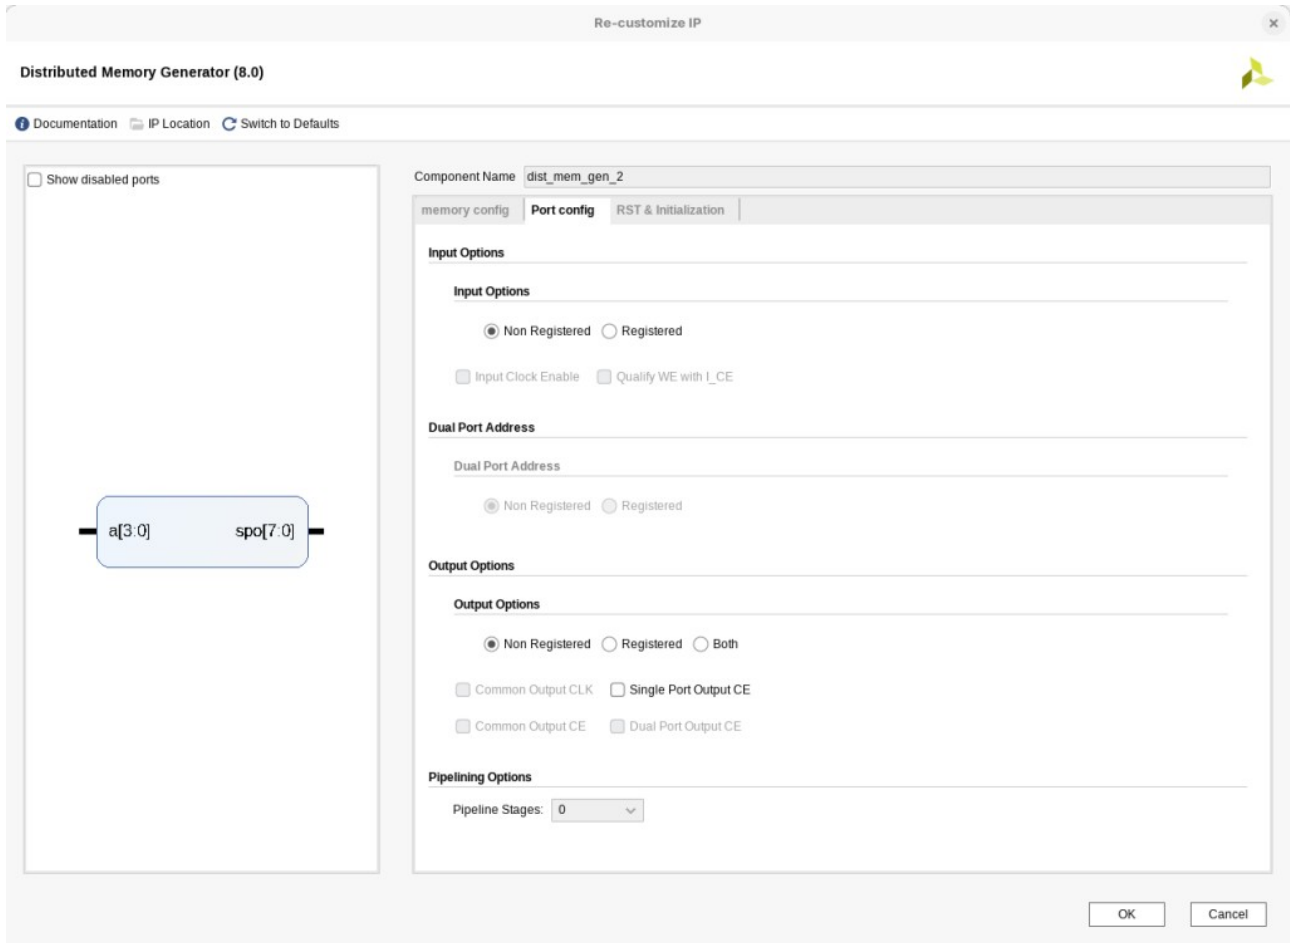 Re-customize IP
Distributed Memory Generator (8.0)
Documentation IP Location Switch to Defaults
Show disabled ports
a[3:0] spo[7:0]
Component Name dist_mem_gen_2
memory config Port config RST & Initialization
Input Options
Input Options
Non Registered Registered
Input Clock Enable Qualify WE with I_CE
Dual Port Address
Dual Port Address
Non Registered Registered
Output Options
Output Options
Non Registered Registered Both
Common Output CLK Single Port Output CE
Common Output CE Dual Port Output CE
Pipelining Options
Pipeline Stages: 0
OK Cancel